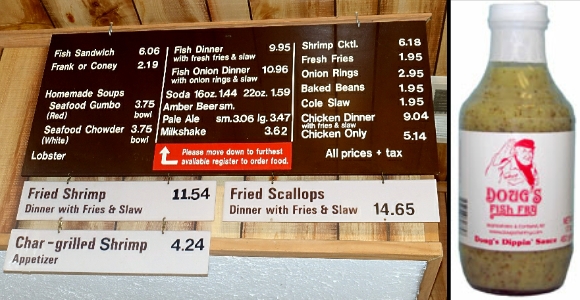 Fish Sandwich 6.06
Frank or Coney 2.19
Homemade Soups
Seafood Gumbo 3.75
(Red) bowl
Seafood Chowder 3.75
(White) bowl
Lobster
Fish Dinner 9.95
with fresh fries & slaw
Fish Onion Dinner 10.96
with onion rings & slaw
Soda 16oz. 1.44 22oz. 1.59
Amber Beer sm.
Pale Ale sm. 3.06 lg. 3.47
Milkshake 3.62
Please move down to furthest
available register to order food.
Shrimp Cktl. 6.18
Fresh Fries 1.95
Onion Rings 2.95
Baked Beans 1.95
Cole Slaw 1.95
Chicken Dinner 9.04
with fries & slaw
Chicken Only 5.14
All prices + tax
Fried Shrimp 11.54
Dinner with Fries & Slaw
Fried Scallops
Dinner with Fries & Slaw 14.65
Char-grilled Shrimp 4.24
Appetizer
DOUG'S
FISH FRY
Doug's Dippin' Sauce